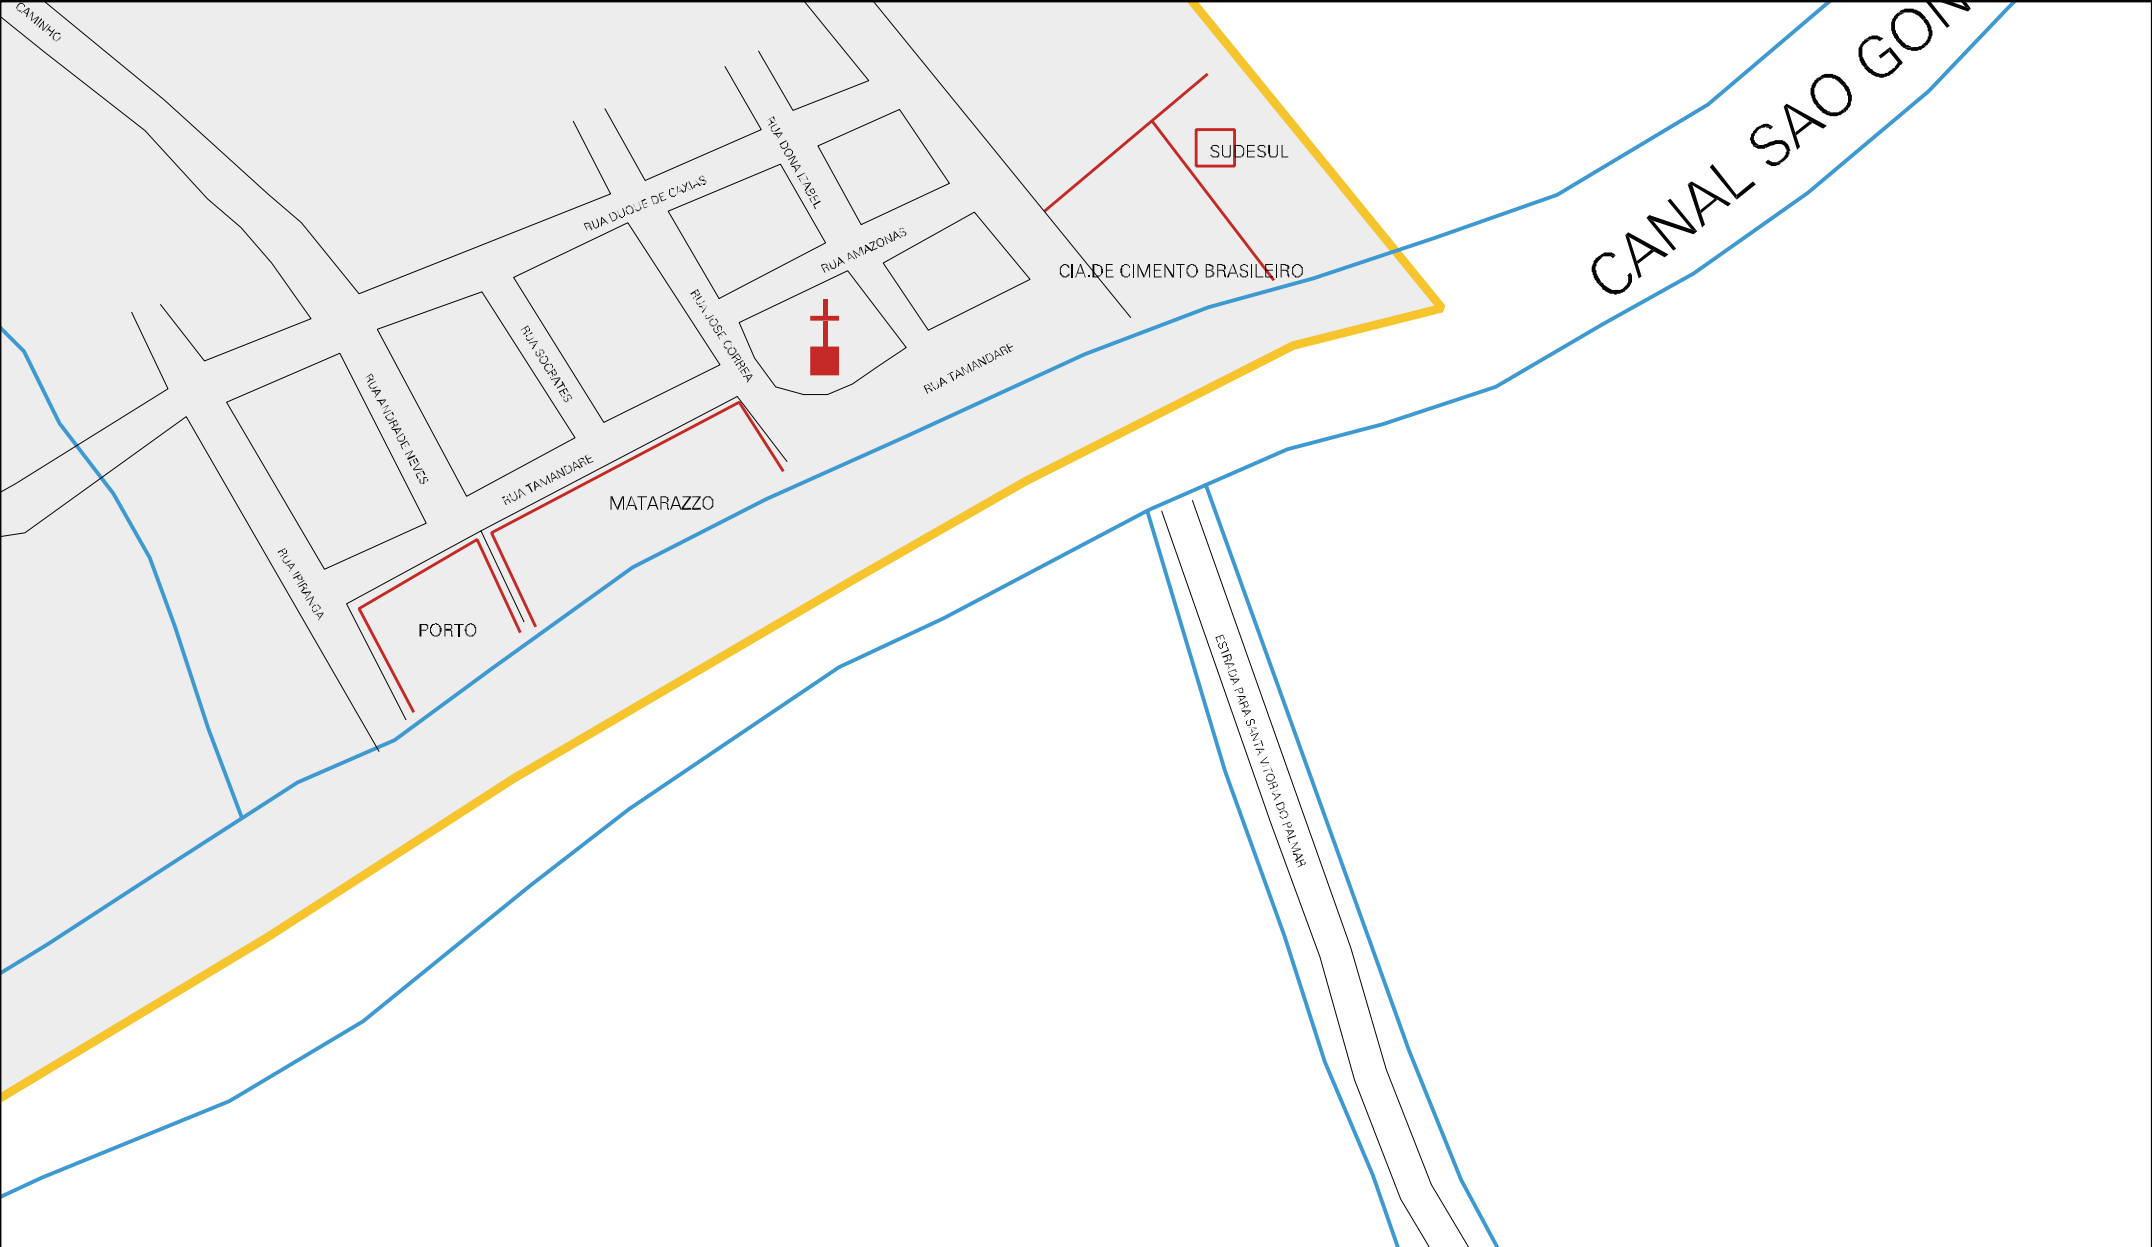 CAMINHO
CANAL SAO GON
RUA DONA IZABEL
SUDESUL
RUA DUQUE DE CAXIAS
RUA AMAZONAS
CIA.DE CIMENTO BRASILEIRO
RUA JOSE CORREA
RUA SOCRATES
RUA TAMANDARE
RUA ANDRADE NEVES
RUA TAMANDARE
MATARAZZO
RUA IPIRANGA
PORTO
ESTRADA PARA SANTA VITORIA DO PALMAR